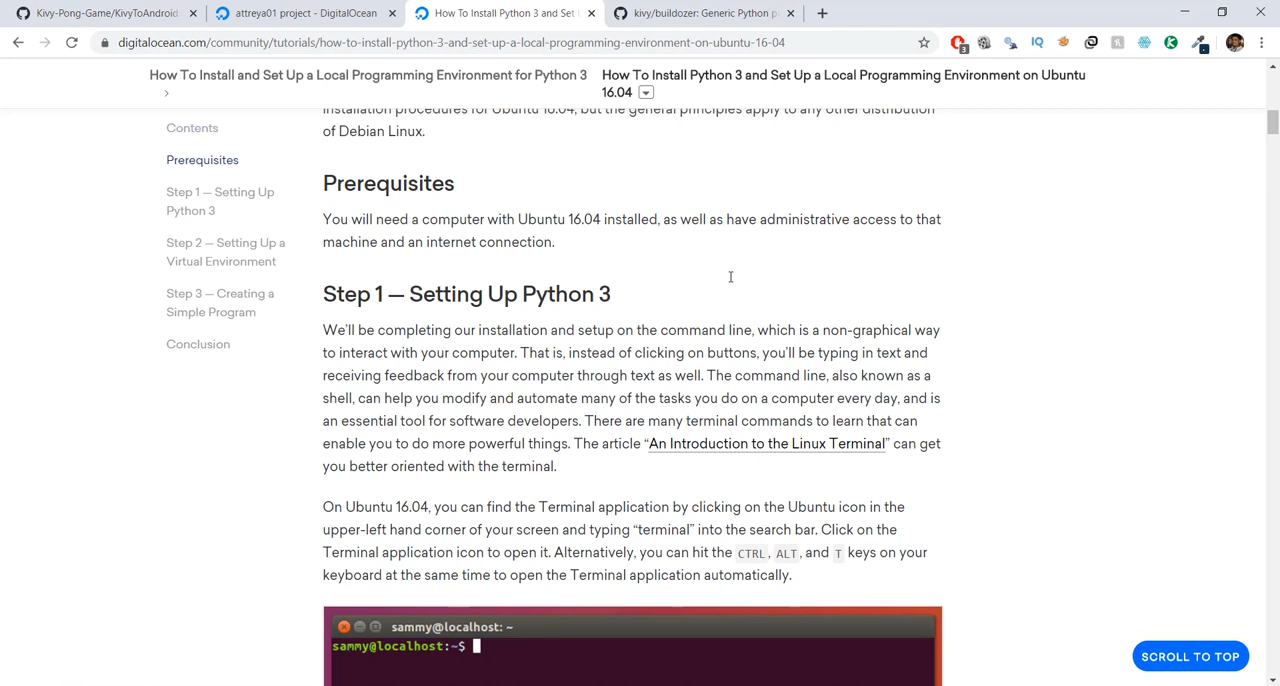 Kivy-Pong-Game/KivyToAndroid
attreya01 project - DigitalOcean
How To Install Python 3 and Set
kivy/buildozer: Generic Python p
digitalocean.com/community/tutorials/how-to-install-python-3-and-set-up-a-local-programming-environment-on-ubuntu-16-04
3
IQ
How To Install and Set Up a Local Programming Environment for Python 3
How To Install Python 3 and Set Up a Local Programming Environment on Ubuntu
16.04
installation procedures for Ubuntu 16.04, but the general principles apply to any other distribution
of Debian Linux.
Contents
Prerequisites
Step 1 — Setting Up
Python 3
Step 2 — Setting Up a
Virtual Environment
Step 3 — Creating a
Simple Program
Conclusion
Prerequisites
You will need a computer with Ubuntu 16.04 installed, as well as have administrative access to that
machine and an internet connection.
Step 1 — Setting Up Python 3
We'll be completing our installation and setup on the command line, which is a non-graphical way
to interact with your computer. That is, instead of clicking on buttons, you'll be typing in text and
receiving feedback from your computer through text as well. The command line, also known as a
shell, can help you modify and automate many of the tasks you do on a computer every day, and is
an essential tool for software developers. There are many terminal commands to learn that can
enable you to do more powerful things. The article “An Introduction to the Linux Terminal” can get
you better oriented with the terminal.
On Ubuntu 16.04, you can find the Terminal application by clicking on the Ubuntu icon in the
upper-left hand corner of your screen and typing “terminal” into the search bar. Click on the
Terminal application icon to open it. Alternatively, you can hit the CTRL, ALT, and T keys on your
keyboard at the same time to open the Terminal application automatically.
sammy@localhost: ~
sammy@localhost:~$
SCROLL TO TOP